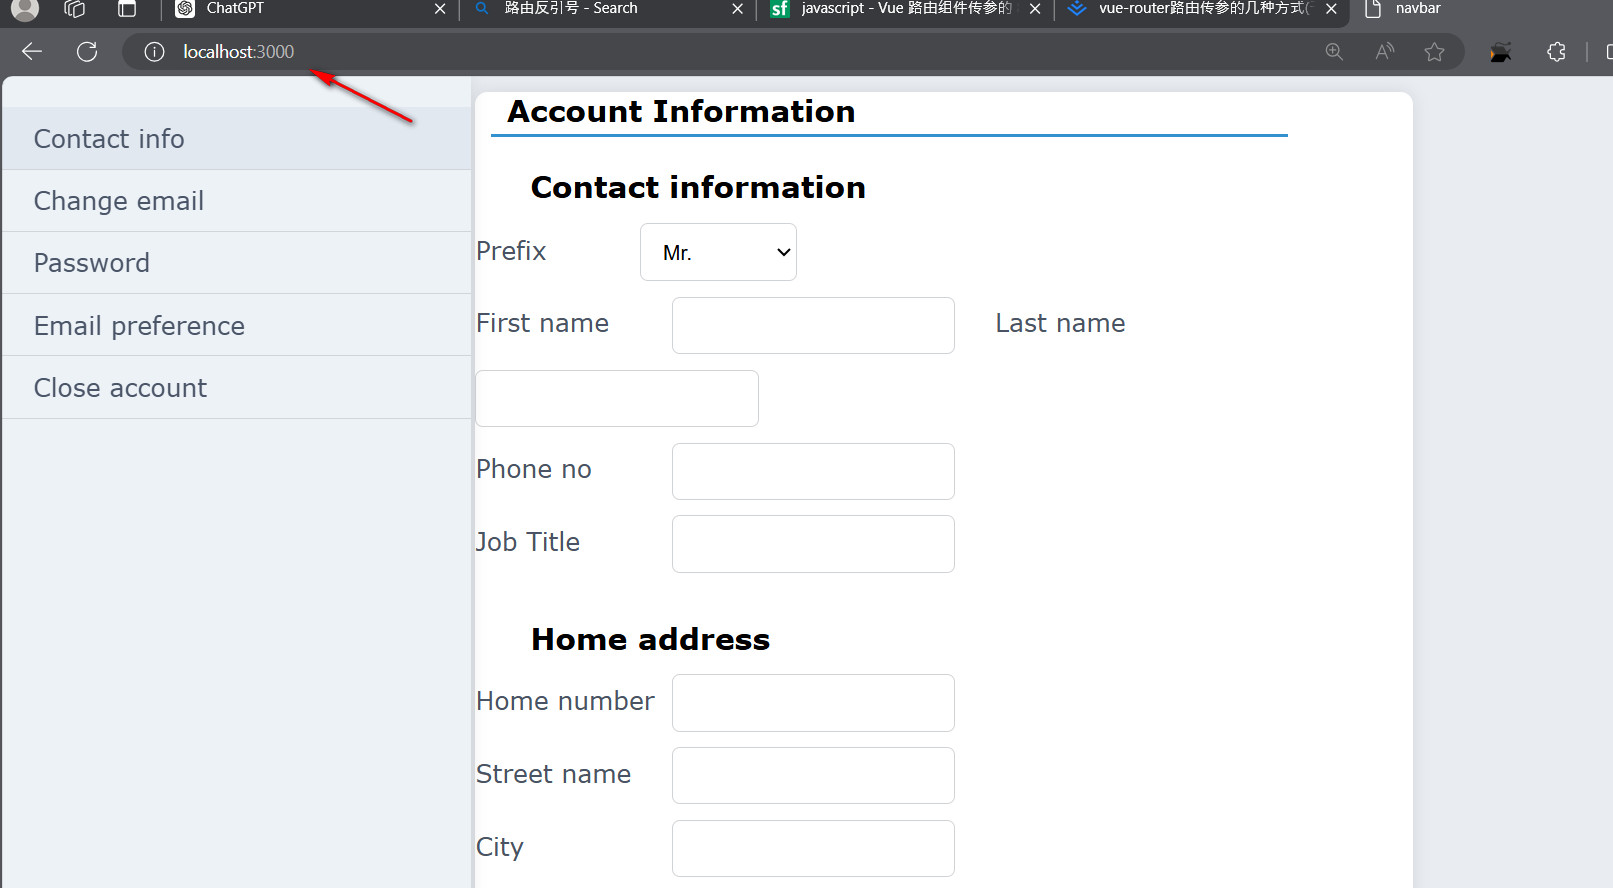 ChatGPT
路由反引号 - Search
javascript - Vue 路由组件传参的
vue-router路由传参的几种方式(
navbar
localhost:3000
Contact info
Change email
Password
Email preference
Close account
Account Information
Contact information
Prefix Mr.
First name Last name
Phone no
Job Title
Home address
Home number
Street name
City